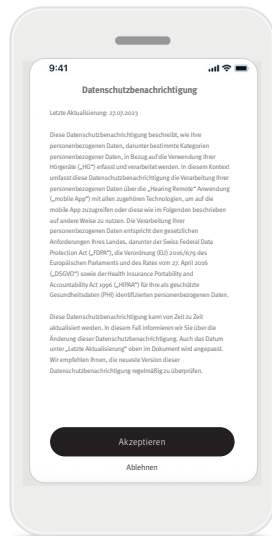 9:41
Datenschutzbenachrichtigung
Letzte Aktualisierung: 27.07.2023
Diese Datenschutzbenachrichtigung beschreibt, wie Ihre
personenbezogenen Daten, darunter bestimmte Kategorien
personenbezogener Daten, in Bezug auf die Verwendung Ihrer
Hörgeräte („HG“) erfasst und verarbeitet werden. In diesem Kontext
umfasst diese Datenschutzbenachrichtigung die Verarbeitung Ihrer
personenbezogenen Daten über die „Hearing Remote“ Anwendung
(„mobile App“) mit allen zugehören Technologien, um auf die
mobile App zuzugreifen oder diese wie im Folgenden beschrieben
auf andere Weise zu nutzen. Die Verarbeitung Ihrer
personenbezogenen Daten entspricht den gesetzlichen
Anforderungen Ihres Landes, darunter der Swiss Federal Data
Protection Act („FDPA“), die Verordnung (EU) 2016/679 des
Europäischen Parlaments und des Rates vom 27. April 2016
(„DSGVO“) sowie der Health Insurance Portability and
Accountability Act 1996 („HIPAA“) für Ihre als geschützte
Gesundheitsdaten (PHI) identifizierten personenbezogenen Daten.
Diese Datenschutzbenachrichtigung kann von Zeit zu Zeit
aktualisiert werden. In diesem Fall informieren wir Sie über die
Änderung dieser Datenschutzbenachrichtigung. Auch das Datum
unter „Letzte Aktualisierung“ oben im Dokument wird angepasst.
Wir empfehlen Ihnen, die neueste Version dieser
Datenschutzbenachrichtigung regelmäßig zu überprüfen.
Akzeptieren
Ablehnen